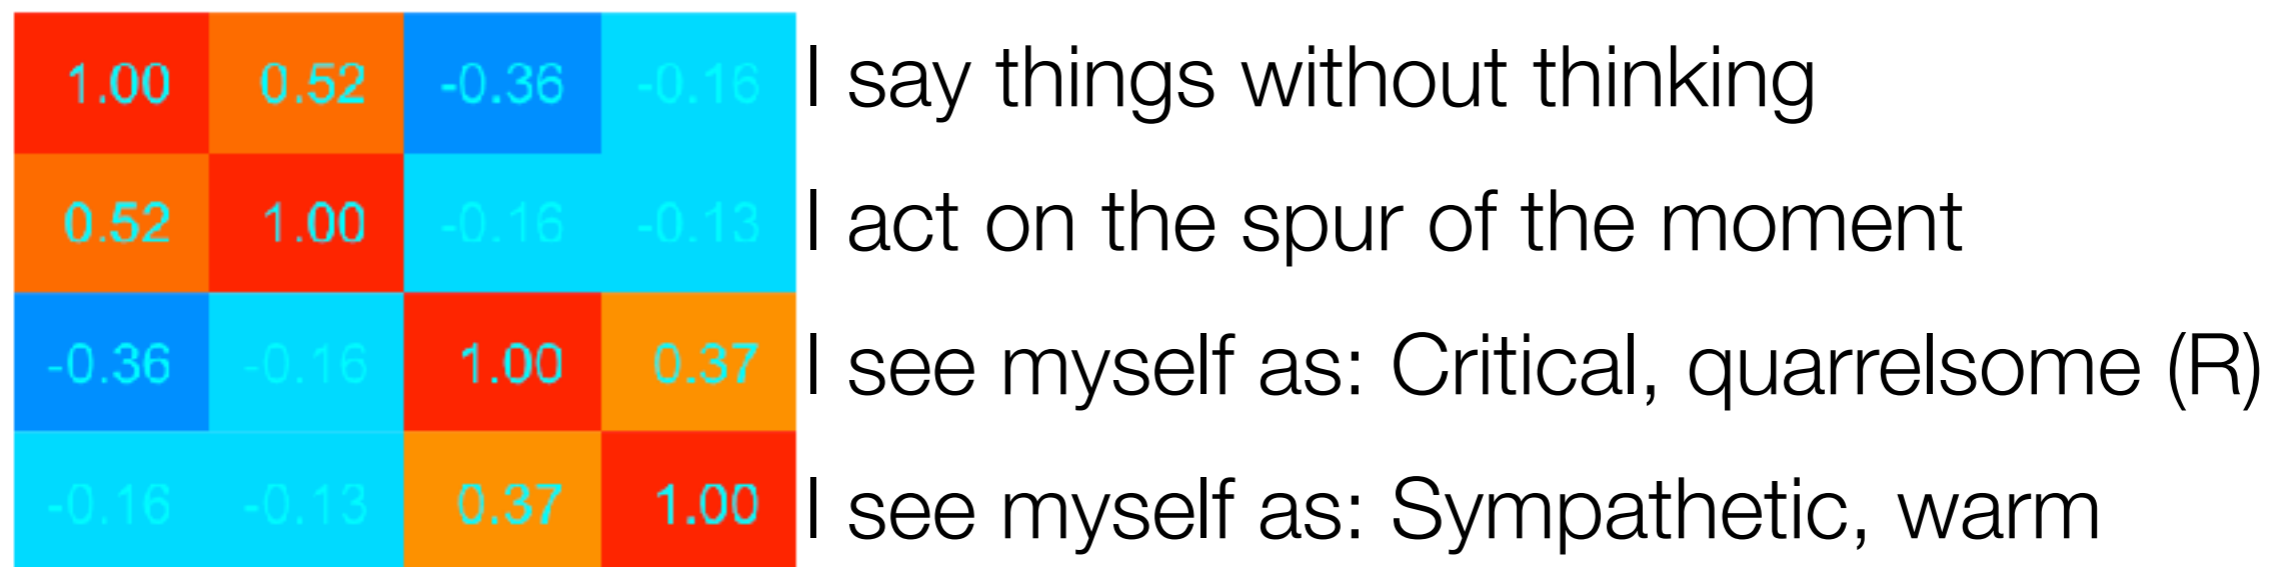 1.00 0.52 -0.36 -0.16 I say things without thinking
0.52 1.00 -0.16 -0.13 I act on the spur of the moment
-0.36 -0.16 1.00 0.37 I see myself as: Critical, quarrelsome (R)
-0.16 -0.13 0.37 1.00 I see myself as: Sympathetic, warm